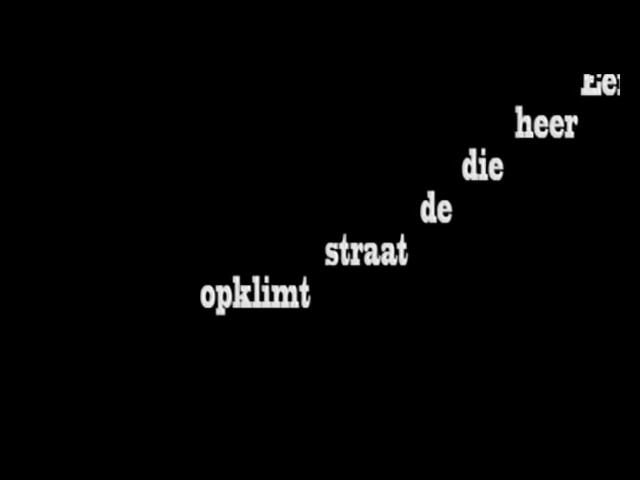 heer
die
de
straat
opklimt